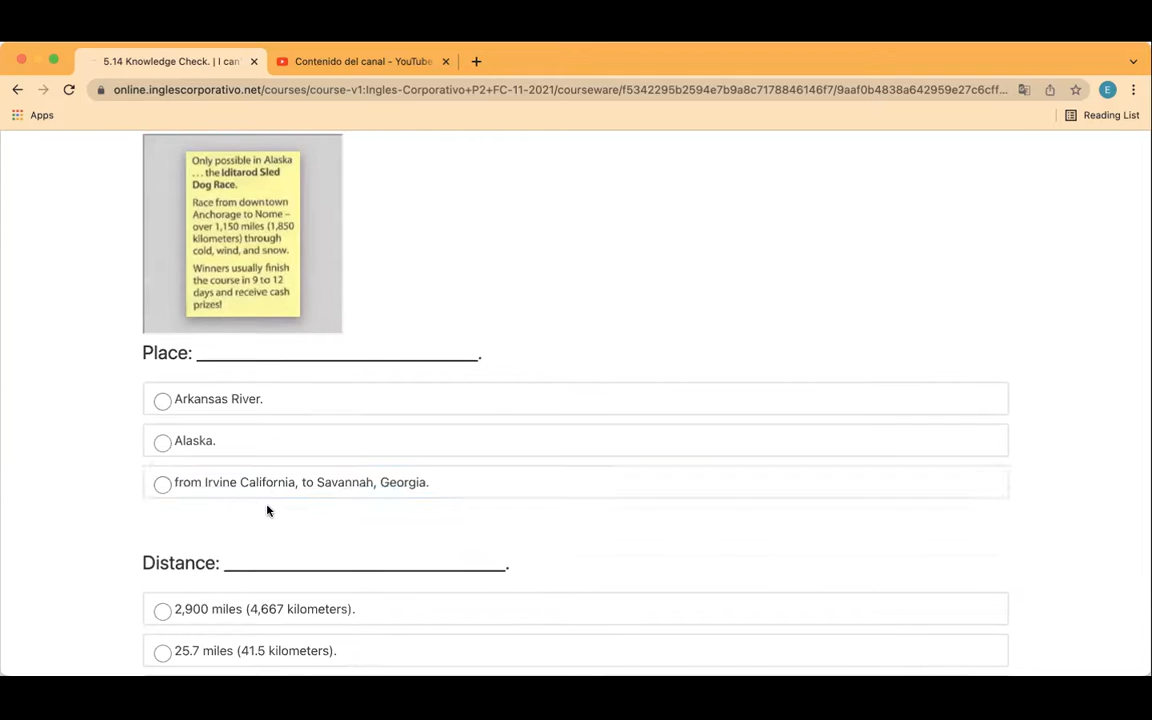 5.14 Knowledge Check. | I can
Contenido del canal - YouTube
online.inglescorporativo.net/courses/course-v1:Ingles-Corporativo+P2+FC-11-2021/courseware/f5342295b2594e7b9a8c7178846146f7/9aaf0b4838a642959e27c6cff...
E
Apps
Reading List
Only possible in Alaska
... the Iditarod Sled
Dog Race.
Race from downtown
Anchorage to Nome –
over 1,150 miles (1,850
kilometers) through
cold, wind, and snow.
Winners usually finish
the course in 9 to 12
days and receive cash
prizes!
Place: ____________________________.
Arkansas River.
Alaska.
from Irvine California, to Savannah, Georgia.
Distance: ____________________________.
2,900 miles (4,667 kilometers).
25.7 miles (41.5 kilometers).